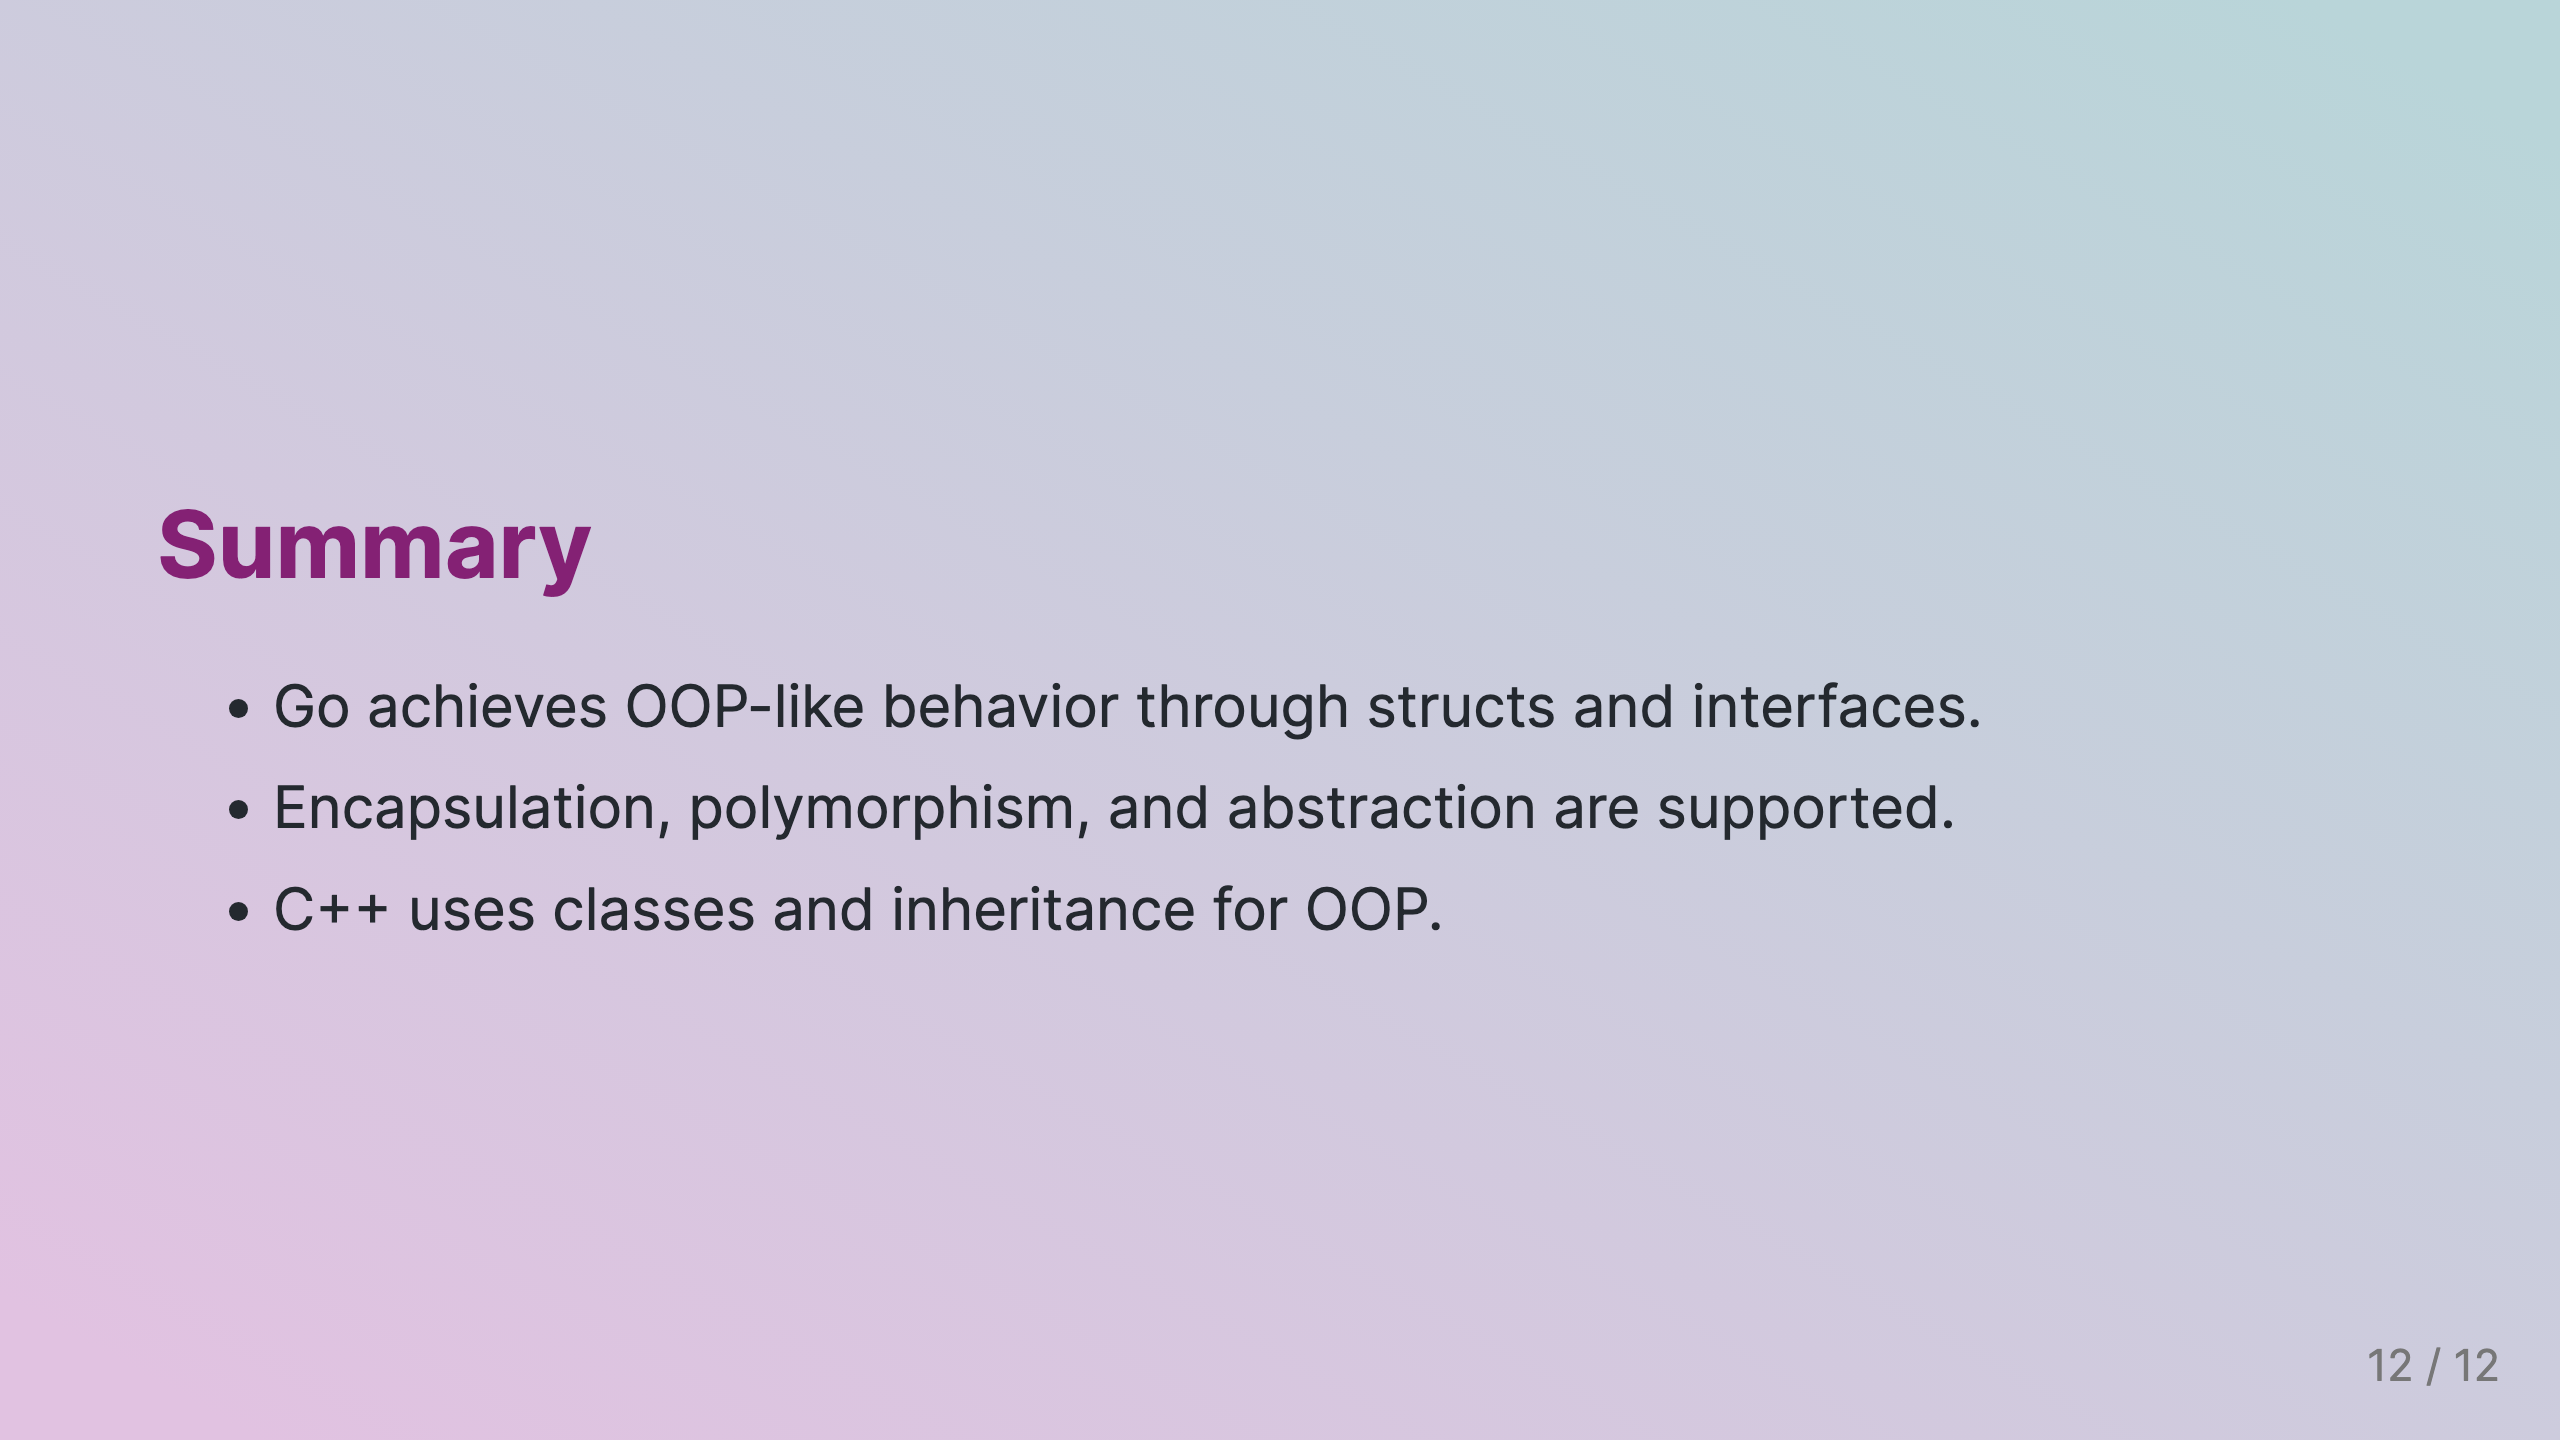 Summary
• Go achieves OOP-like behavior through structs and interfaces.
• Encapsulation, polymorphism, and abstraction are supported.
• C++ uses classes and inheritance for OOP.
12 / 12